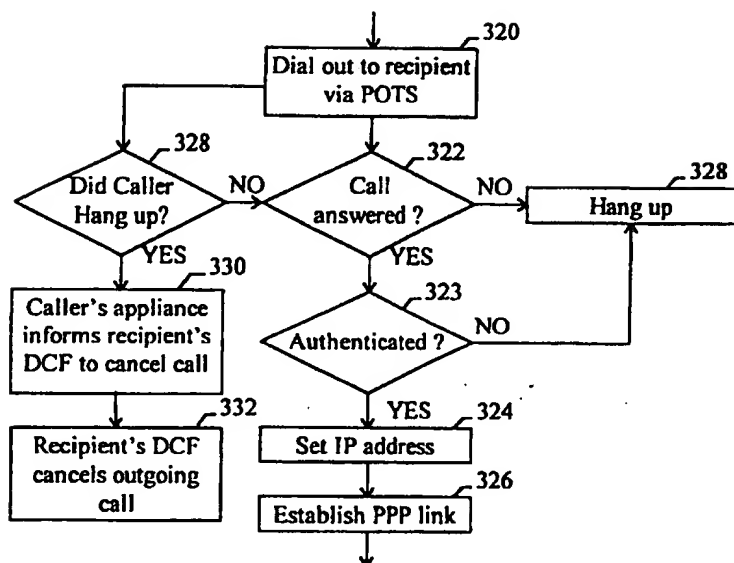 320
Dial out to recipient
via POTS
328
Did Caller
Hang up?
NO
YES
322
Call
answered ?
NO
YES
328
Hang up
330
Caller's appliance
informs recipient's
DCF to cancel call
323
Authenticated ?
NO
YES
332
Recipient's DCF
cancels outgoing
call
324
Set IP address
326
Establish PPP link